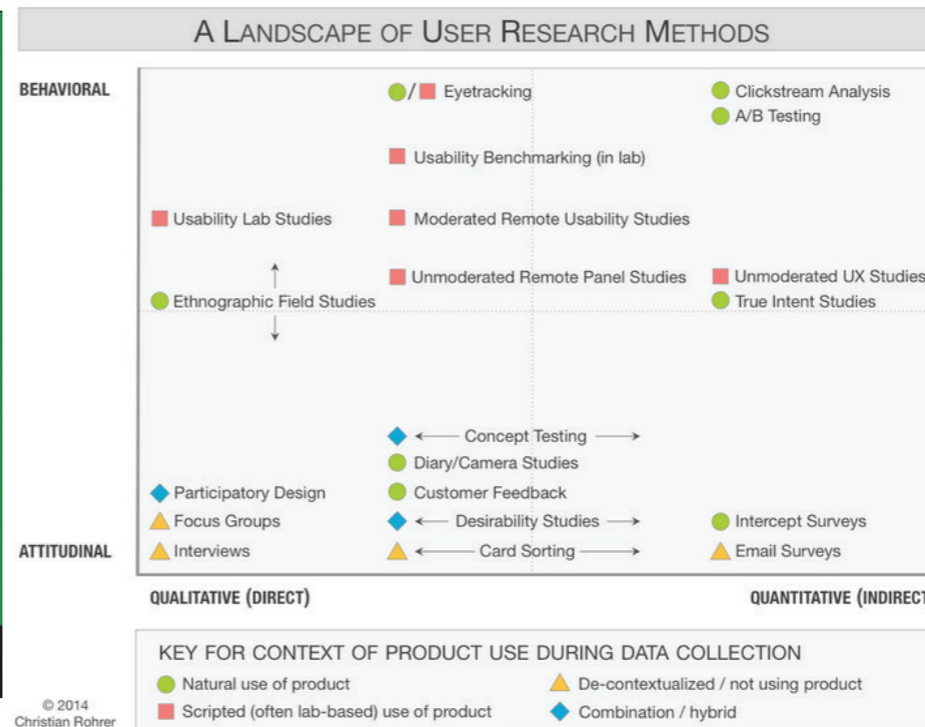 A LANDSCAPE OF USER RESEARCH METHODS
BEHAVIORAL
/ Eyetracking
Clickstream Analysis
A/B Testing
Usability Benchmarking (in lab)
Usability Lab Studies
Moderated Remote Usability Studies
Unmoderated Remote Panel Studies
Unmoderated UX Studies
Ethnographic Field Studies
True Intent Studies
Concept Testing
Diary/Camera Studies
Participatory Design
Customer Feedback
Focus Groups
Desirability Studies
Intercept Surveys
ATTITUDINAL
Interviews
Card Sorting
Email Surveys
QUALITATIVE (DIRECT)
QUANTITATIVE (INDIRECT
KEY FOR CONTEXT OF PRODUCT USE DURING DATA COLLECTION
Natural use of product
De-contextualized / not using product
Scripted (often lab-based) use of product
Combination / hybrid
© 2014
Christian Rohrer